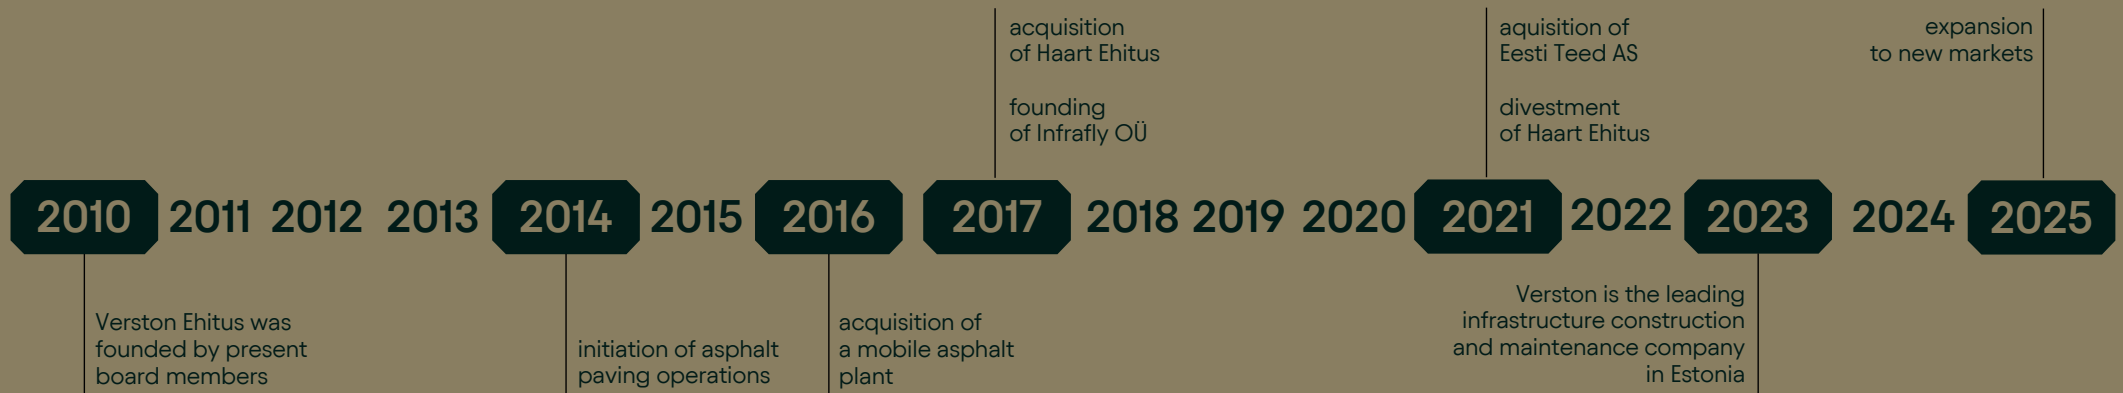 acquisition
of Haart Ehitus
founding
of Infrafly OÜ
aquisition of
Eesti Teed AS
divestment
of Haart Ehitus
expansion
to new markets
2010 2011 2012 2013 2014 2015 2016 2017 2018 2019 2020 2021 2022 2023 2024 2025
Verston Ehitus was
founded by present
board members
initiation of asphalt
paving operations
acquisition of
a mobile asphalt
plant
Verston is the leading
infrastructure construction
and maintenance company
in Estonia